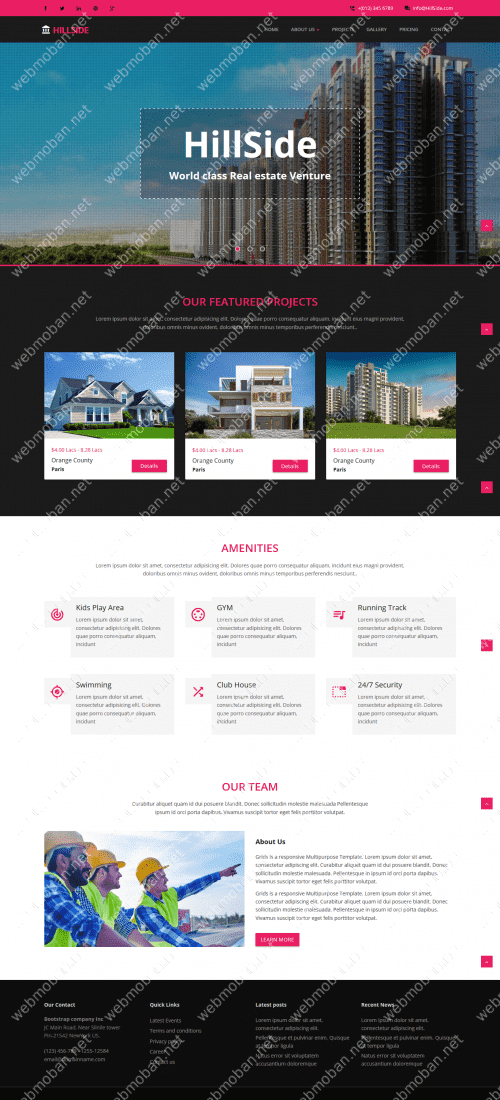 +(012) 345 6789 info@HillSide.com
HILLSIDE
HOME ABOUT US PROJECTS GALLERY PRICING CONTACT
HillSide
World class Real estate Venture
OUR FEATURED PROJECTS
Lorem ipsum dolor sit amet, consectetur adipisicing elit. Dolores quae porro consequatur aliquam, incidunt eius magni provident,
doloribus omnis minus ovident, doloribus omnis minus temporibus perferendis nesciunt..
$4.00 Lacs - 8.28 Lacs
Orange County
Paris
Details
$4.00 Lacs - 8.28 Lacs
Orange County
Paris
Details
$4.00 Lacs - 8.28 Lacs
Orange County
Paris
Details
AMENITIES
Lorem ipsum dolor sit amet, consectetur adipisicing elit. Dolores quae porro consequatur aliquam, incidunt eius magni provident,
doloribus omnis minus ovident, doloribus omnis minus temporibus perferendis nesciunt..
Kids Play Area
Lorem ipsum dolor sit amet,
consectetur adipisicing elit. Dolores
quae porro consequatur aliquam,
incidunt
GYM
Lorem ipsum dolor sit amet,
consectetur adipisicing elit. Dolores
quae porro consequatur aliquam,
incidunt
Running Track
Lorem ipsum dolor sit amet,
consectetur adipisicing elit. Dolores
quae porro consequatur aliquam,
incidunt
Swimming
Lorem ipsum dolor sit amet,
consectetur adipisicing elit. Dolores
quae porro consequatur aliquam,
incidunt
Club House
Lorem ipsum dolor sit amet,
consectetur adipisicing elit. Dolores
quae porro consequatur aliquam,
incidunt
24/7 Security
Lorem ipsum dolor sit amet,
consectetur adipisicing elit. Dolores
quae porro consequatur aliquam,
incidunt
OUR TEAM
Curabitur aliquet quam id dui posuere blandit. Donec sollicitudin molestie malesuada Pellentesque
ipsum id orci porta dapibus. Vivamus suscipit tortor eget felis porttitor volutpat.
About Us
Grids is a responsive Multipurpose Template. Lorem ipsum dolor sit amet,
consectetur adipiscing elit. Curabitur aliquet quam id dui posuere blandit. Donec
sollicitudin molestie malesuada Pellentesque ipsum id orci porta dapibus.
Vivamus suscipit tortor eget felis porttitor volutpat.
Grids is a responsive Multipurpose Template. Lorem ipsum dolor sit amet,
consectetur adipiscing elit. Curabitur aliquet quam id dui posuere blandit. Donec
sollicitudin molestie malesuada Pellentesque ipsum id orci porta dapibus.
Vivamus suscipit tortor eget felis porttitor volutpat.
LEARN MORE
Our Contact
Bootstrap company Inc
JC Main Road, Near Silnile tower
Pin-21542 NewYork US.
(123) 456-789 - 1255-12584
Quick Links
Latest Events
Terms and conditions
Privacy policy
Career
Contact us
Latest posts
Lorem ipsum dolor sit amet,
consectetur adipiscing elit.
Pellentesque et pulvinar enim. Quisque
at tempor ligula
Natus error sit voluptatem
accusantium doloremque
Recent News
Lorem ipsum dolor sit amet,
consectetur adipiscing elit.
Pellentesque et pulvinar enim. Quisque
at tempor ligula
Natus error sit voluptatem
accusantium doloremque
webmoban.net